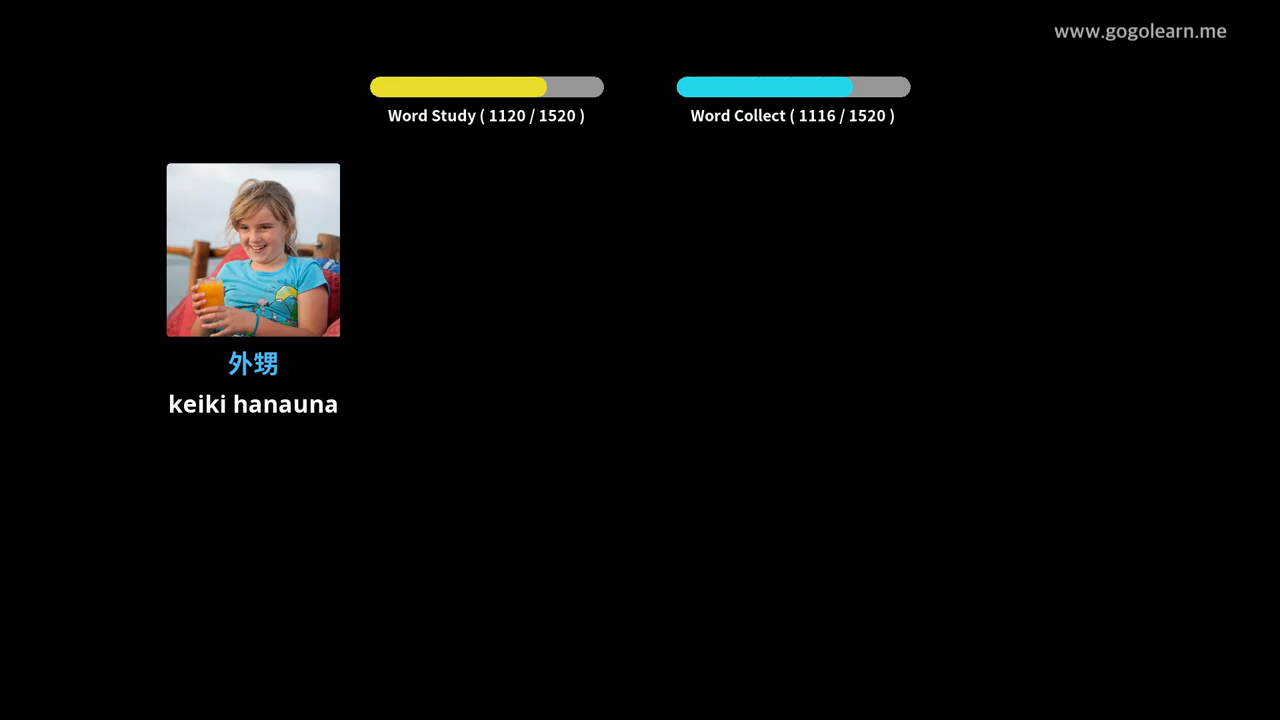 www.gogolearn.me
Word Study ( 1120 / 1520 )
Word Collect ( 1116 / 1520 )
外甥
keiki hanauna